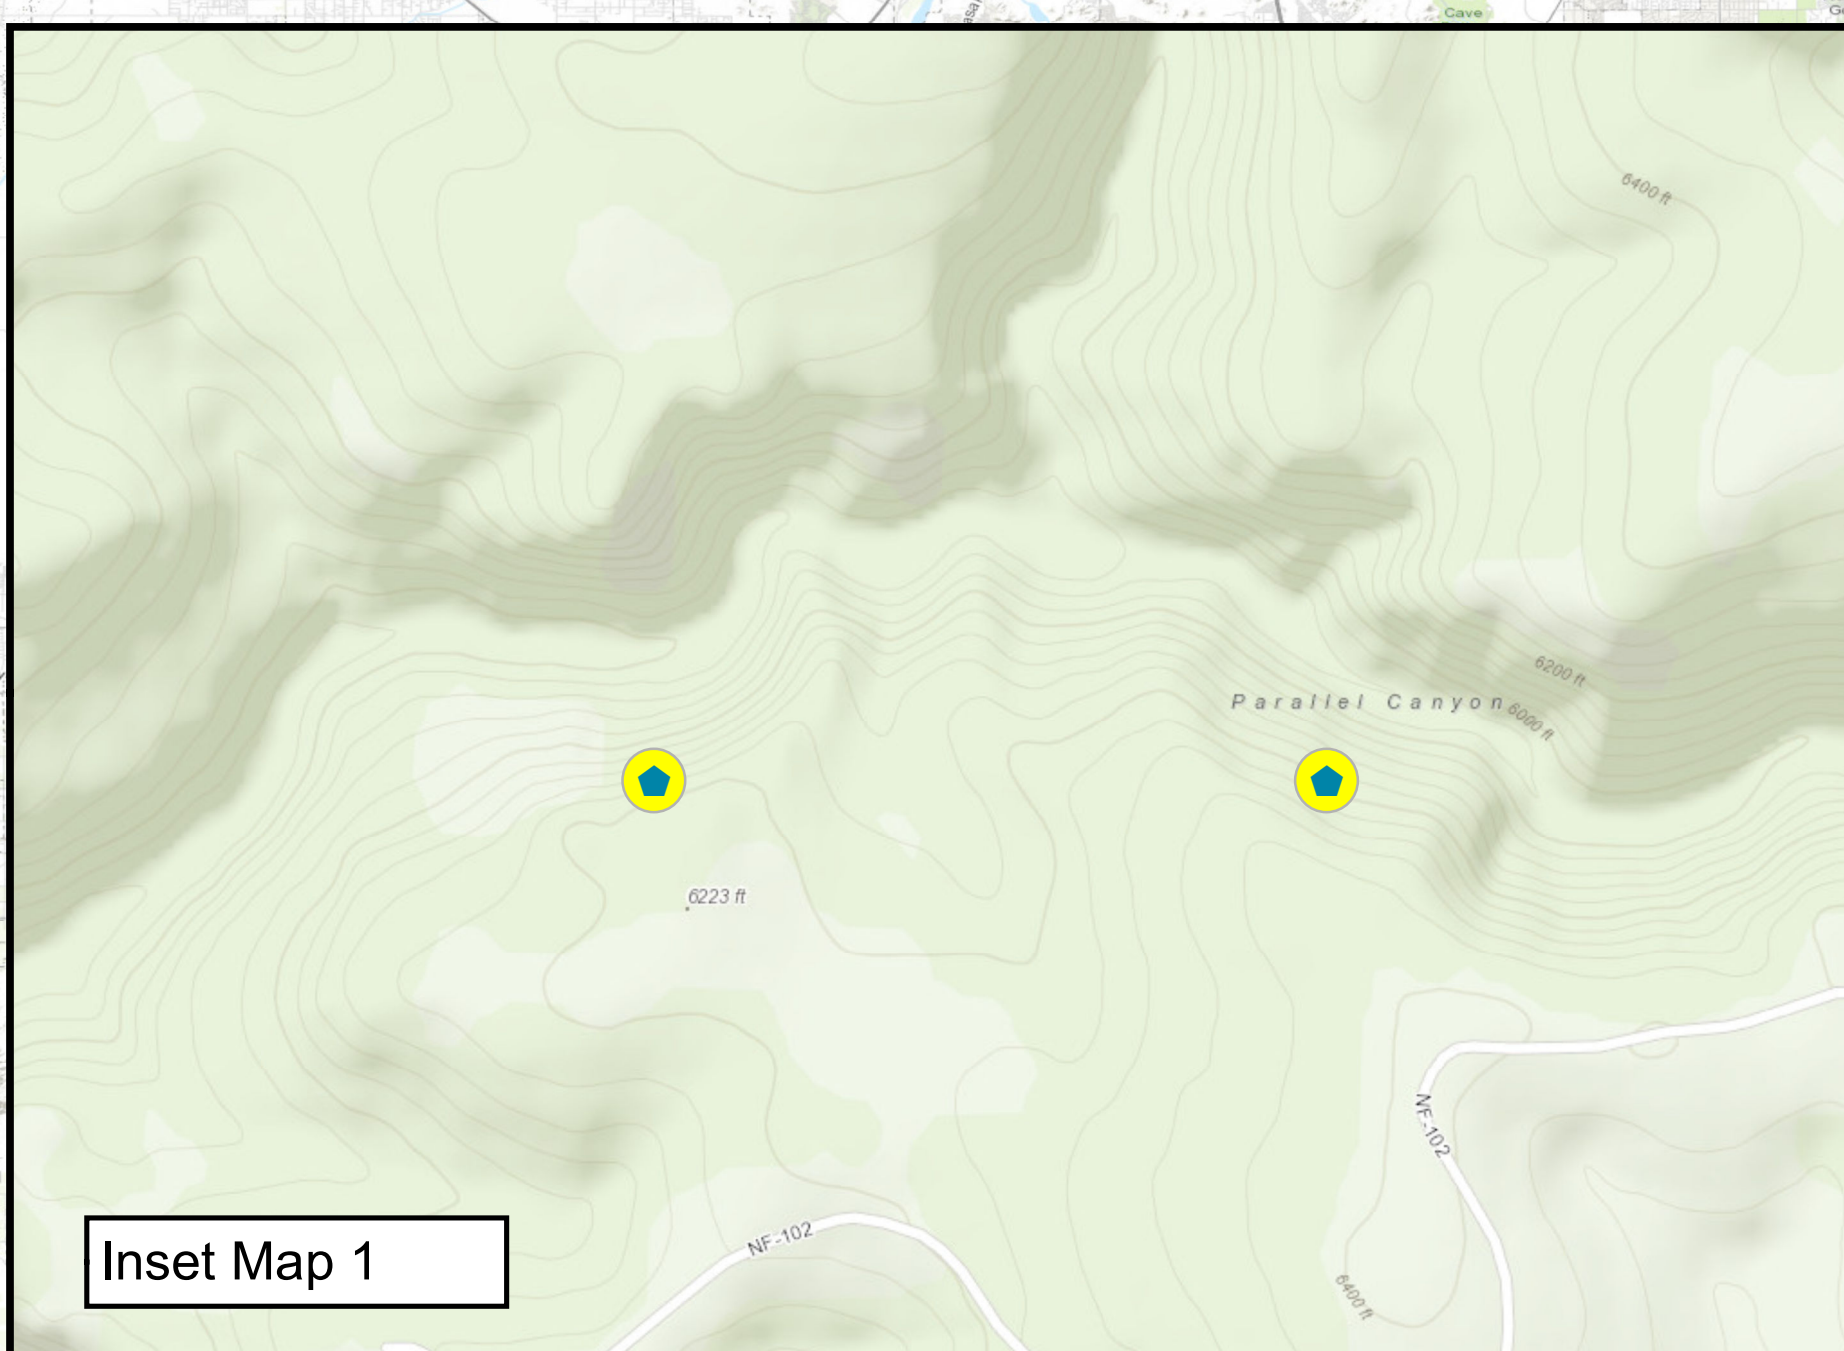 Cave
6400 ft
6200 ft
Parallel Canyon
6000 ft
6223 ft
NF-102
NF-102
Inset Map 1
6400 ft